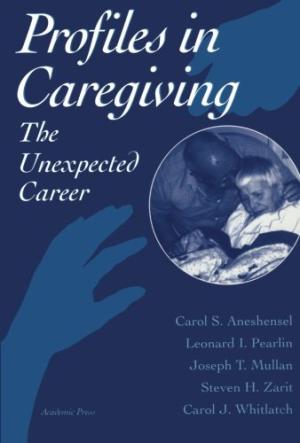 Profiles in
Caregiving
The
Unexpected
Career
Carol S. Aneshensel
Leonard I. Pearlin
Joseph T. Mullan
Steven H. Zarit
Carol J. Whitlatch
Academic Press